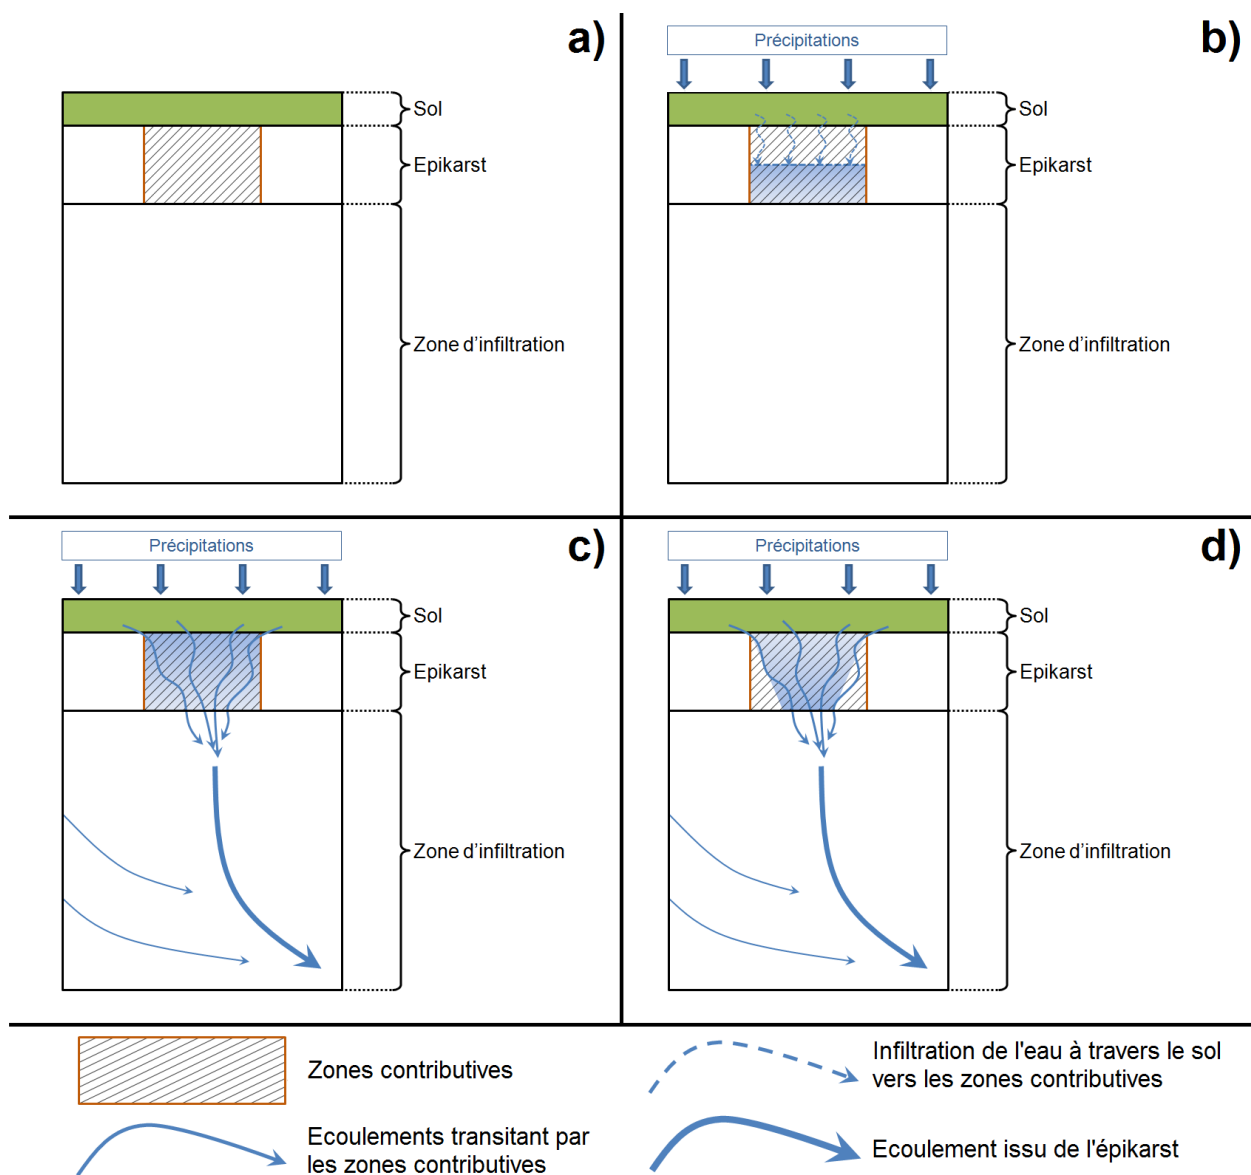 a)
Sol
Epikarst
Zone d'infiltration
b)
Précipitations
Sol
Epikarst
Zone d'infiltration
c)
Précipitations
Sol
Epikarst
Zone d'infiltration
d)
Précipitations
Sol
Epikarst
Zone d'infiltration
Zones contributives
Ecoulements transitant par
les zones contributives
Infiltration de l'eau à travers le sol
vers les zones contributives
Ecoulement issu de l'épikarst